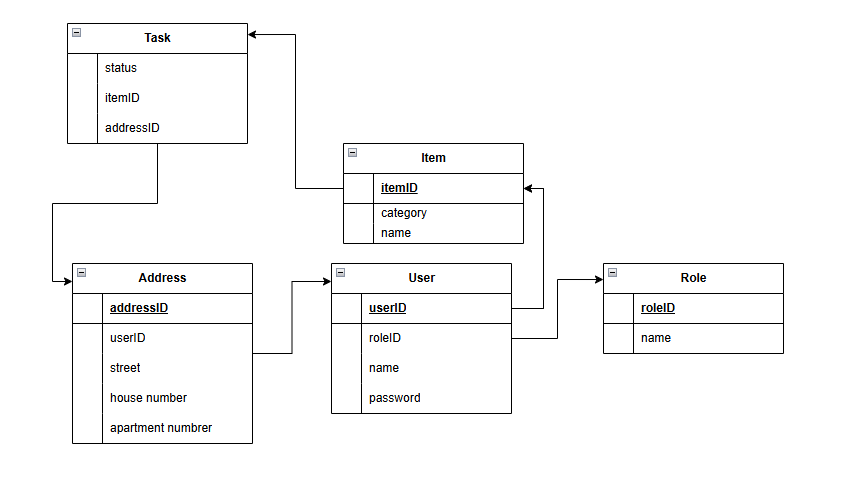 Task
status
itemID
addressID
Item
itemID
category
name
Address
addressID
userID
street
house number
apartment numbrer
User
userID
roleID
name
password
Role
roleID
name